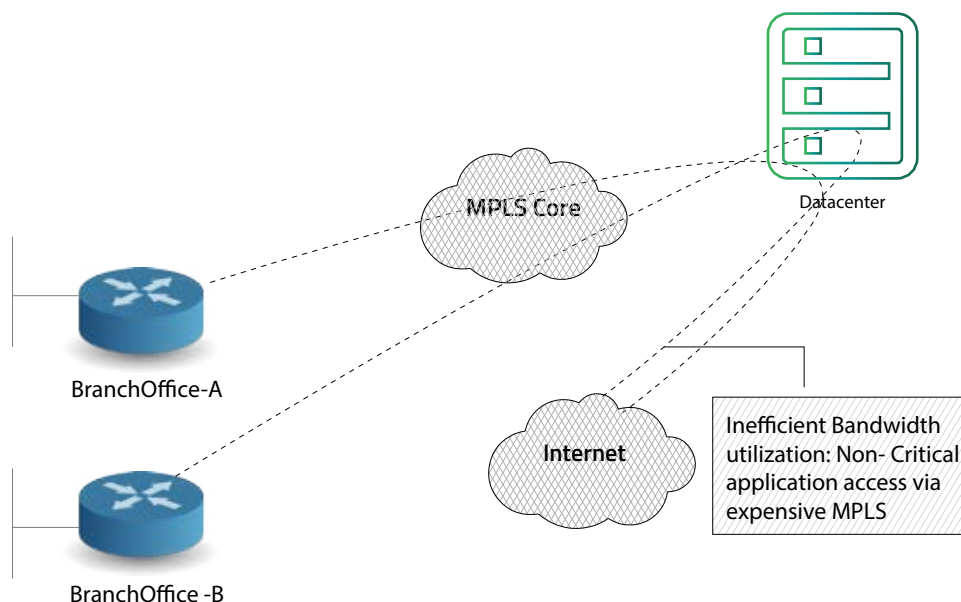 MPLS Core
Datacenter
BranchOffice-A
Internet
Inefficient Bandwidth
utilization: Non- Critical
application access via
expensive MPLS
BranchOffice -B